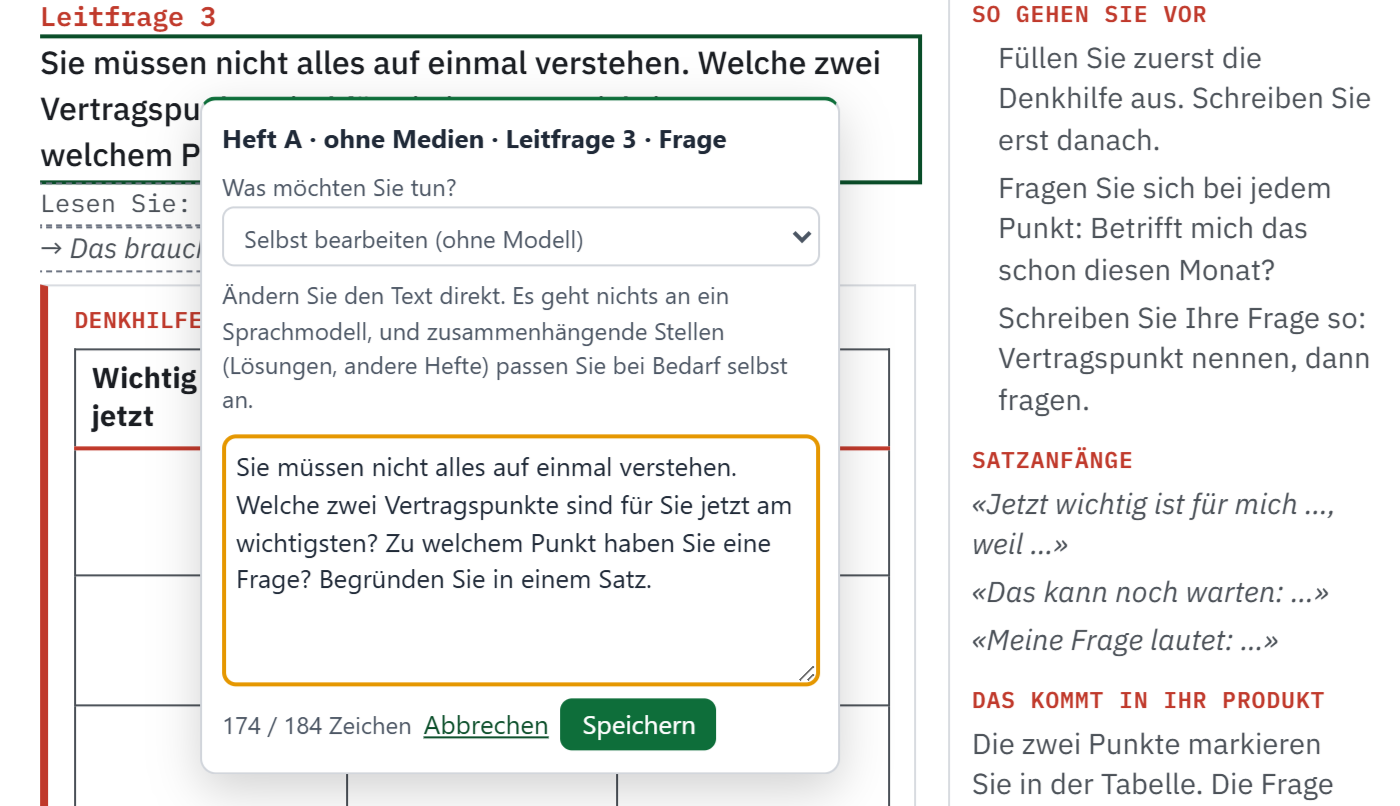 Leitfrage 3
Sie müssen nicht alles auf einmal verstehen. Welche zwei
welchem P
Lesen Sie:
→ Das
DENKHILFE
Wichtig
jetzt
Heft A · ohne Medien · Leitfrage 3 · Frage
Was möchten Sie tun?
Selbst bearbeiten (ohne Modell)
Ändern Sie den Text direkt. Es geht nichts an ein
Sprachmodell, und zusammenhängende Stellen
(Lösungen, andere Hefte) passen Sie bei Bedarf selbst
an.
Sie müssen nicht alles auf einmal verstehen.
Welche zwei Vertragspunkte sind für Sie jetzt am
wichtigsten? Zu welchem Punkt haben Sie eine
Frage? Begründen Sie in einem Satz.
174 / 184 Zeichen Abbrechen Speichern
SO GEHEN SIE VOR
Füllen Sie zuerst die
Denkhilfe aus. Schreiben Sie
erst danach.
Fragen Sie sich bei jedem
Punkt: Betrifft mich das
schon diesen Monat?
Schreiben Sie Ihre Frage so:
Vertragspunkt nennen, dann
fragen.
SATZANFÄNGE
«Jetzt wichtig ist für mich …,
weil …»
«Das kann noch warten: …»
«Meine Frage lautet: …»
DAS KOMMT IN IHR PRODUKT
Die zwei Punkte markieren
Sie in der Tabelle. Die Frage